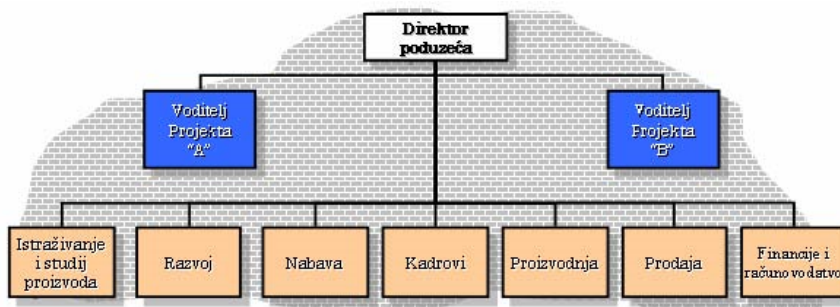 Direktor
poduzeća
Voditelj
Projekta
"A"
Voditelj
Projekta
"B"
Istraživanje
i studij
proizvoda
Razvoj
Nabava
Kadrovi
Proizvodnja
Prodaja
Financije i
računovodstvo